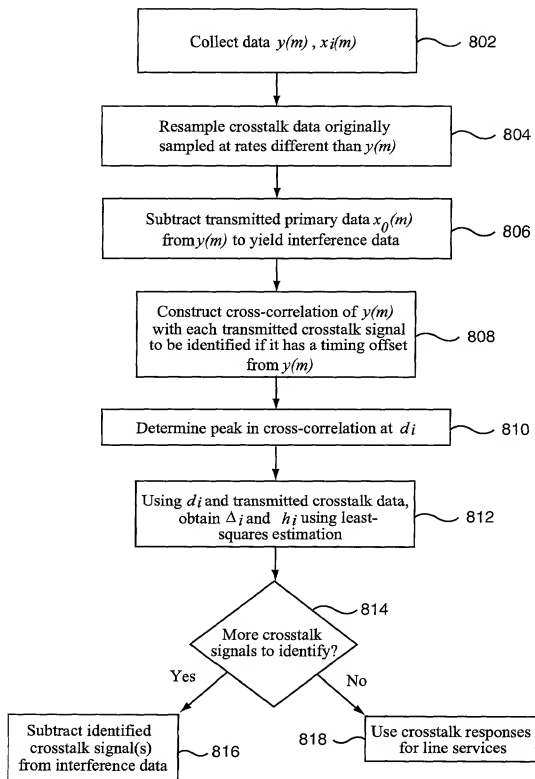 Collect data y(m) , xi(m)
802
Resample crosstalk data originally
sampled at rates different than y(m)
804
Subtract transmitted primary data x0(m)
from y(m) to yield interference data
806
Construct cross-correlation of y(m)
with each transmitted crosstalk signal
to be identified if it has a timing offset
from y(m)
808
Determine peak in cross-correlation at di
810
Using di and transmitted crosstalk data,
obtain Δi and hi using least-
squares estimation
812
814
More crosstalk
signals to identify?
Yes
No
Subtract identified
crosstalk signal(s)
from interference data
816
818
Use crosstalk responses
for line services